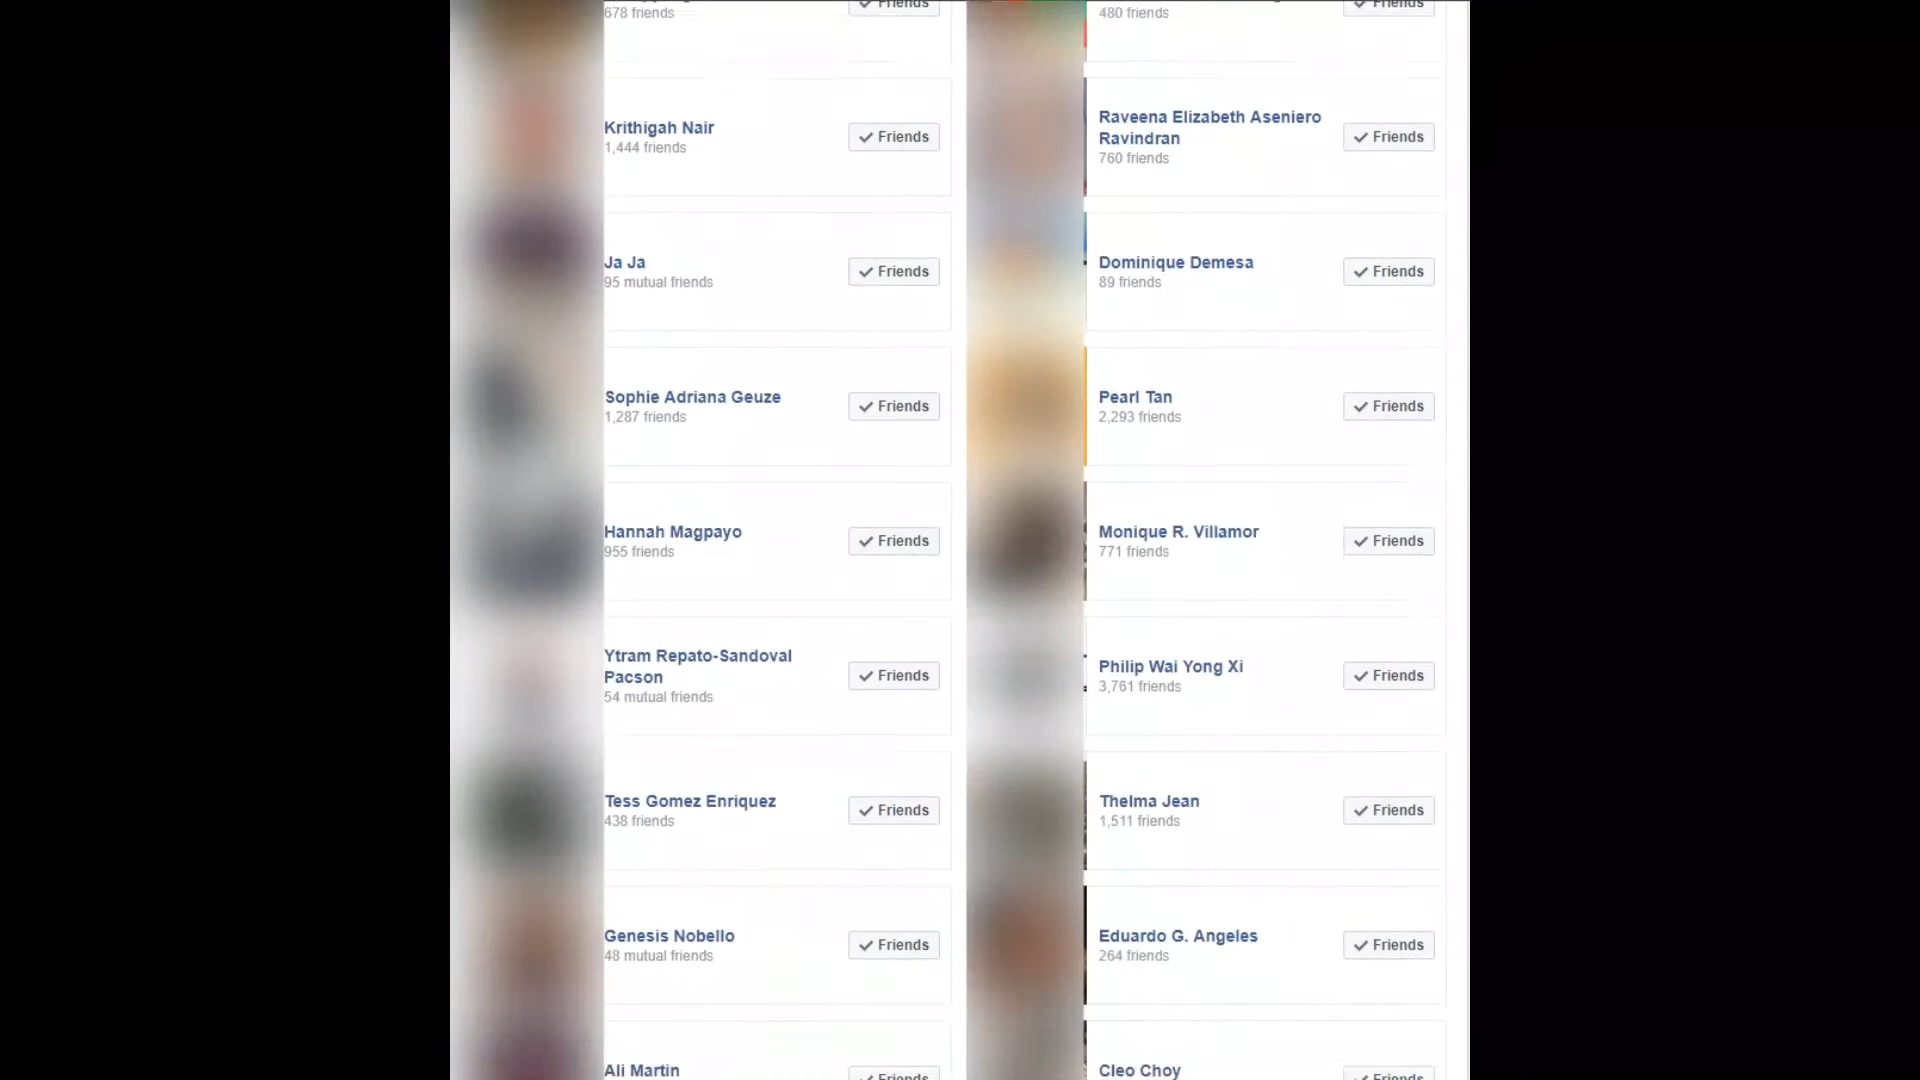 678 friends
Friends
480 friends
Friends
Krithigah Nair
1,444 friends
Friends
Raveena Elizabeth Aseniero
Ravindran
760 friends
Friends
Ja Ja
95 mutual friends
Friends
Dominique Demesa
89 friends
Friends
Sophie Adriana Geuze
1,287 friends
Friends
Pearl Tan
2,293 friends
Friends
Hannah Magpayo
955 friends
Friends
Monique R. Villamor
771 friends
Friends
Ytram Repato-Sandoval
Pacson
54 mutual friends
Friends
Philip Wai Yong Xi
3,761 friends
Friends
Tess Gomez Enriquez
438 friends
Friends
Thelma Jean
1,511 friends
Friends
Genesis Nobello
48 mutual friends
Friends
Eduardo G. Angeles
264 friends
Friends
Ali Martin
Friends
Cleo Choy
Friends